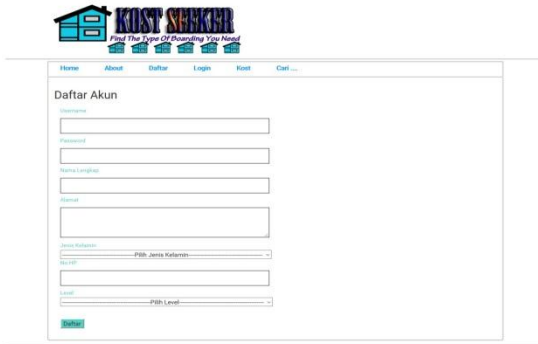 KOST SEEKER
Find The Type Of Boarding You Need
Home About Daftar Login Kost Cari ...
Daftar Akun
Username
Password
Nama Lengkap
Alamat
Jenis Kelamin
---Pilih Jenis Kelamin---
No HP
Level
---Pilih Level---
Daftar